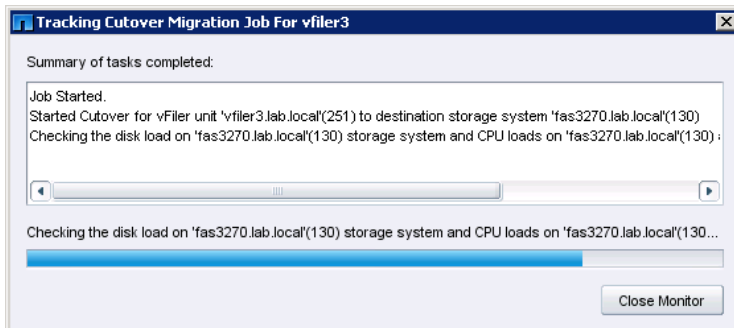 Tracking Cutover Migration Job For vfiler3
Summary of tasks completed:
Job Started.
Started Cutover for vFiler unit 'vfiler3.lab.local'(251) to destination storage system 'fas3270.lab.local'(130)
Checking the disk load on 'fas3270.lab.local'(130) storage system and CPU loads on 'fas3270.lab.local'(130)
Checking the disk load on 'fas3270.lab.local'(130) storage system and CPU loads on 'fas3270.lab.local'(130...
Close Monitor